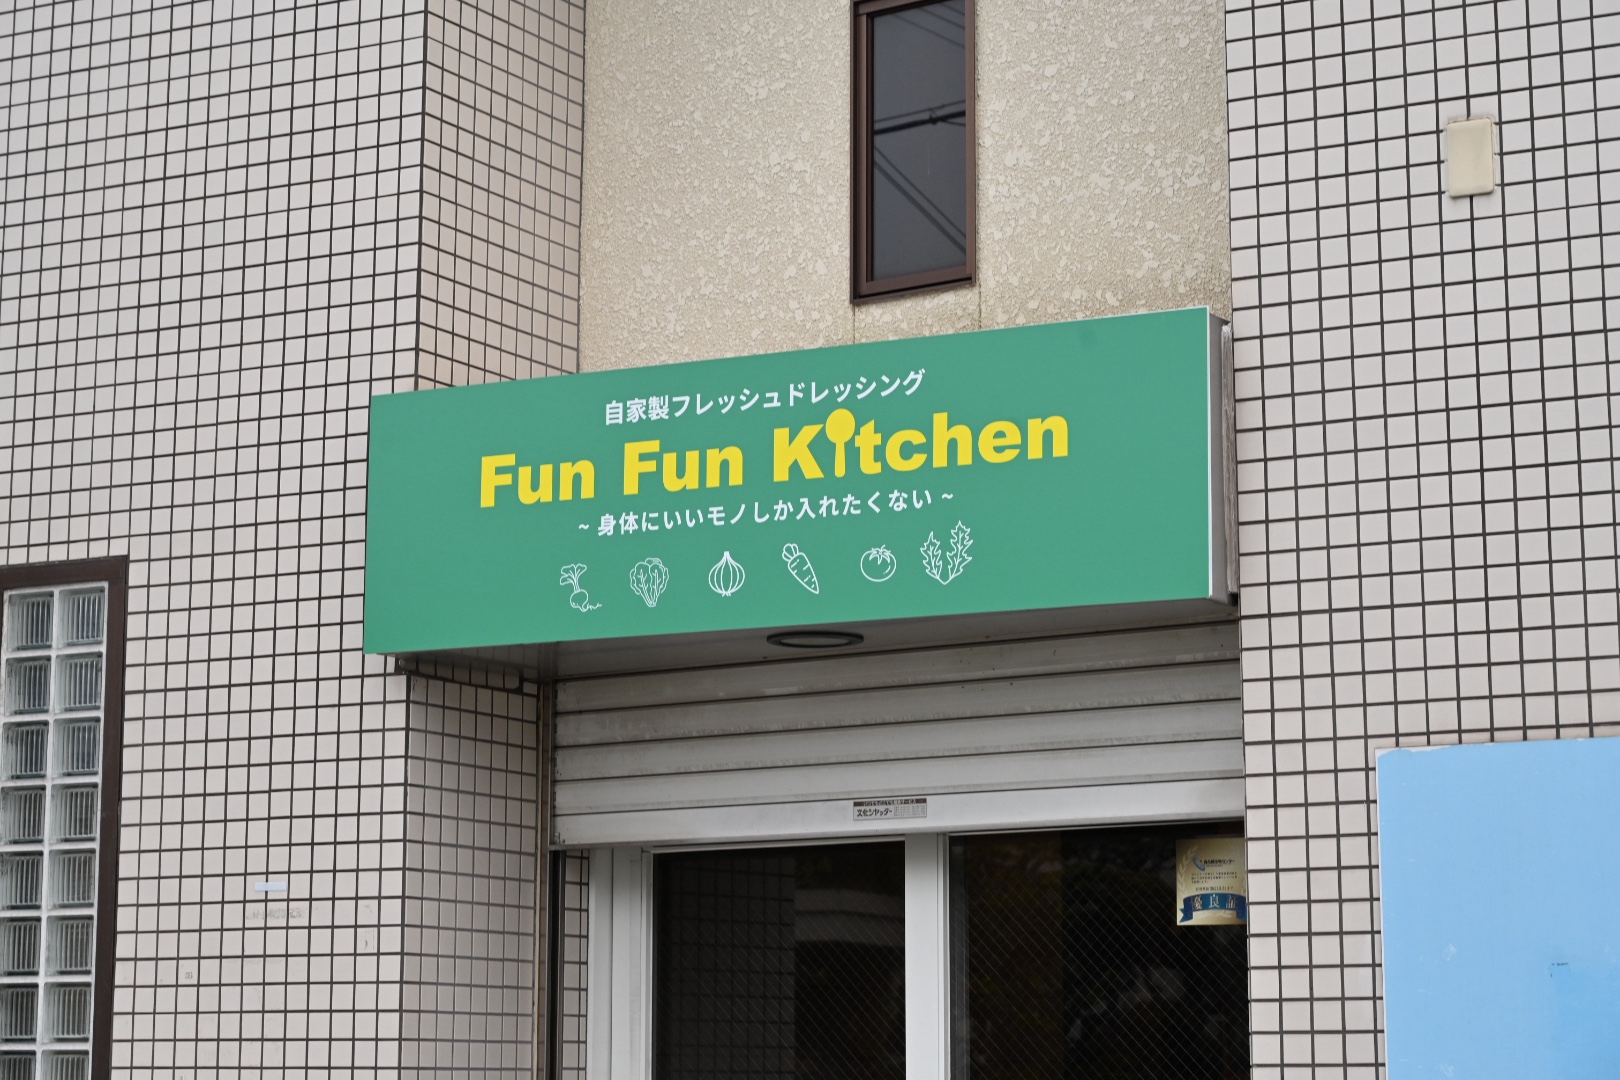 自家製フレッシュドレッシング
Fun Fun Kitchen
~ 身体にいいモノしか入れたくない ~
優良証